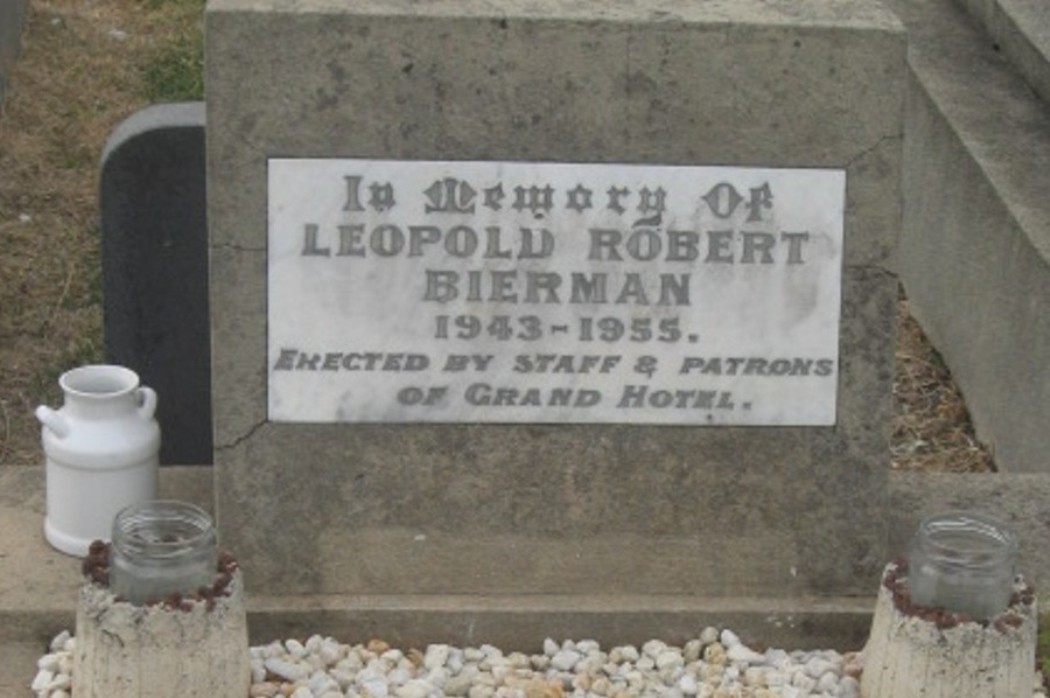 In Memory Of
LEOPOLD ROBERT
BIERMAN
1943-1955.
ERECTED BY STAFF & PATRONS
OF GRAND HOTEL.